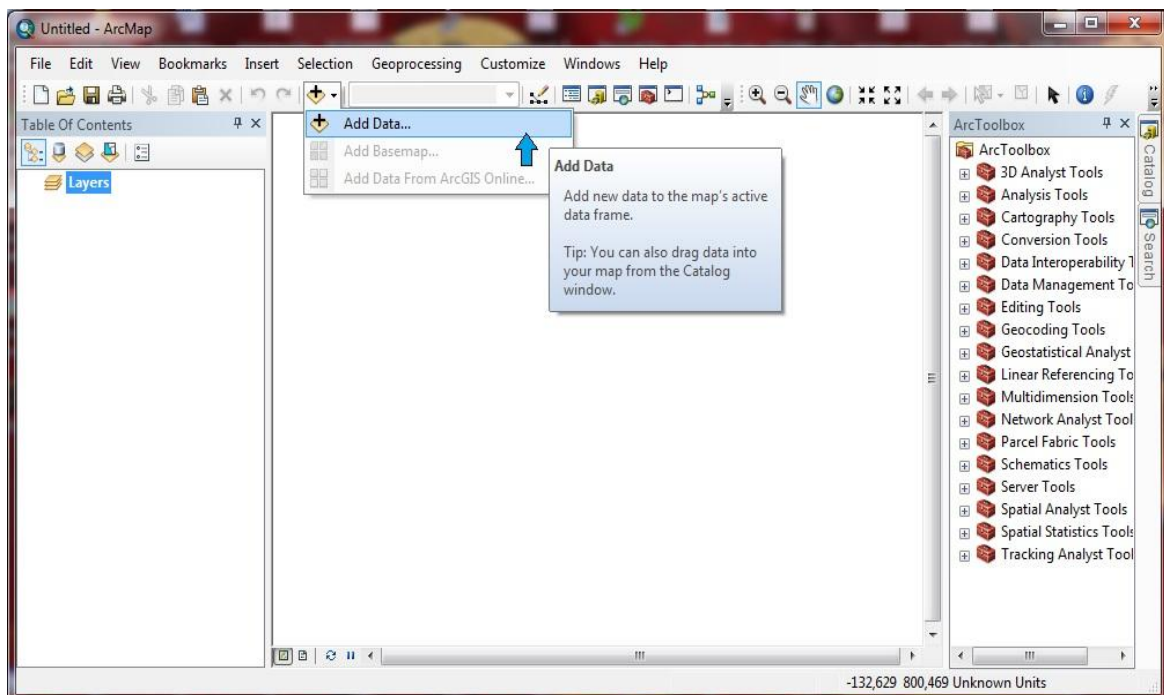 Untitled - ArcMap
File Edit View Bookmarks Insert Selection Geoprocessing Customize Windows Help
Table Of Contents
Layers
Add Data...
Add Basemap...
Add Data From ArcGIS Online...
Add Data
Add new data to the map's active
data frame.
Tip: You can also drag data into
your map from the Catalog
window.
ArcToolbox
ArcToolbox
3D Analyst Tools
Analysis Tools
Cartography Tools
Conversion Tools
Data Interoperability T
Data Management To
Editing Tools
Geocoding Tools
Geostatistical Analyst
Linear Referencing To
Multidimension Tools
Network Analyst Tool
Parcel Fabric Tools
Schematics Tools
Server Tools
Spatial Analyst Tools
Spatial Statistics Tools
Tracking Analyst Tool
Catalog
Search
-132,629 800,469 Unknown Units